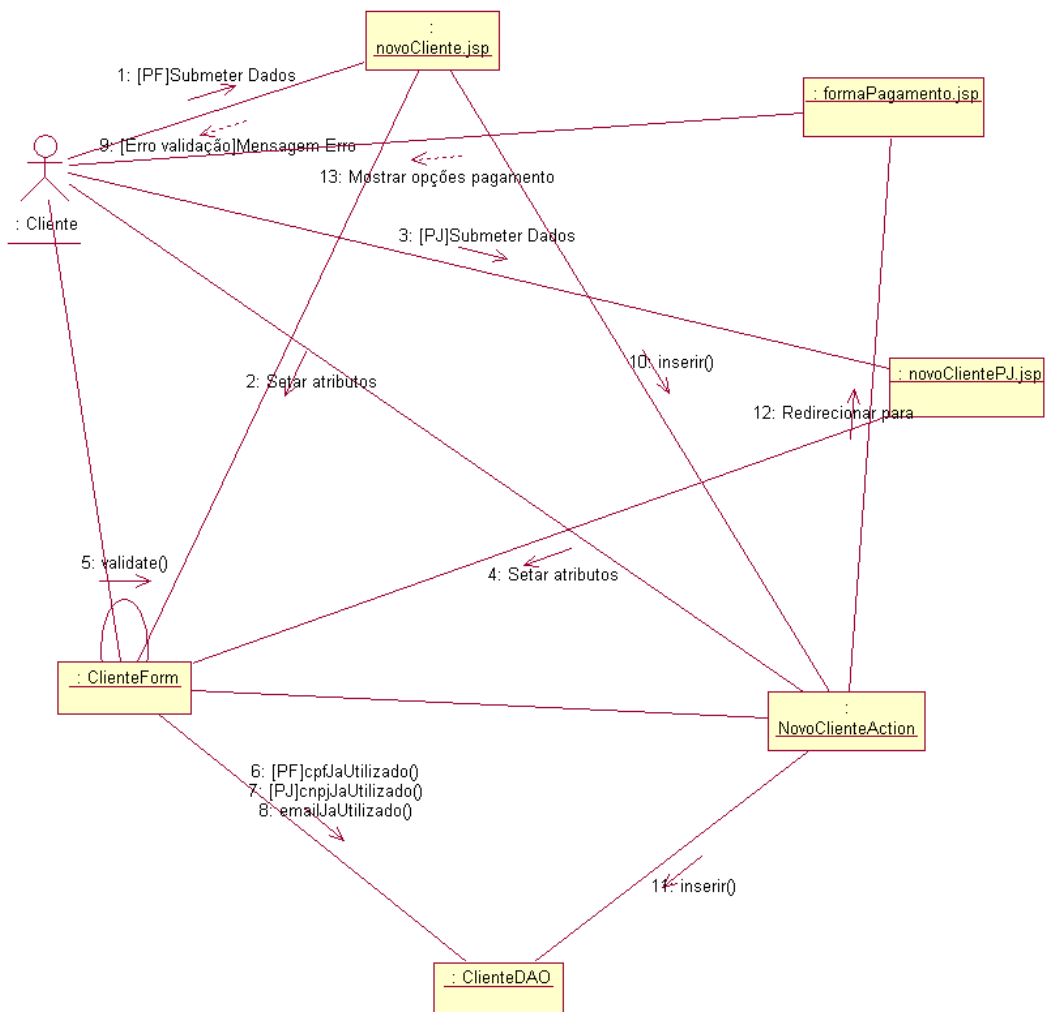 :
novoCliente.jsp
1: [PF]Submeter Dados
: formaPagamento.jsp
9: [Erro validação]Mensagem Erro
13: Mostrar opções pagamento
: Cliente
3: [PJ]Submeter Dados
10: inserir()
: novoClientePJ.jsp
2: Setar atributos
12: Redirecionar para
5: validate()
4: Setar atributos
: ClienteForm
:
NovoClienteAction
6: [PF]cpfJaUtilizado()
7: [PJ]cnpjJaUtilizado()
8: emailJaUtilizado()
11: inserir()
: ClienteDAO